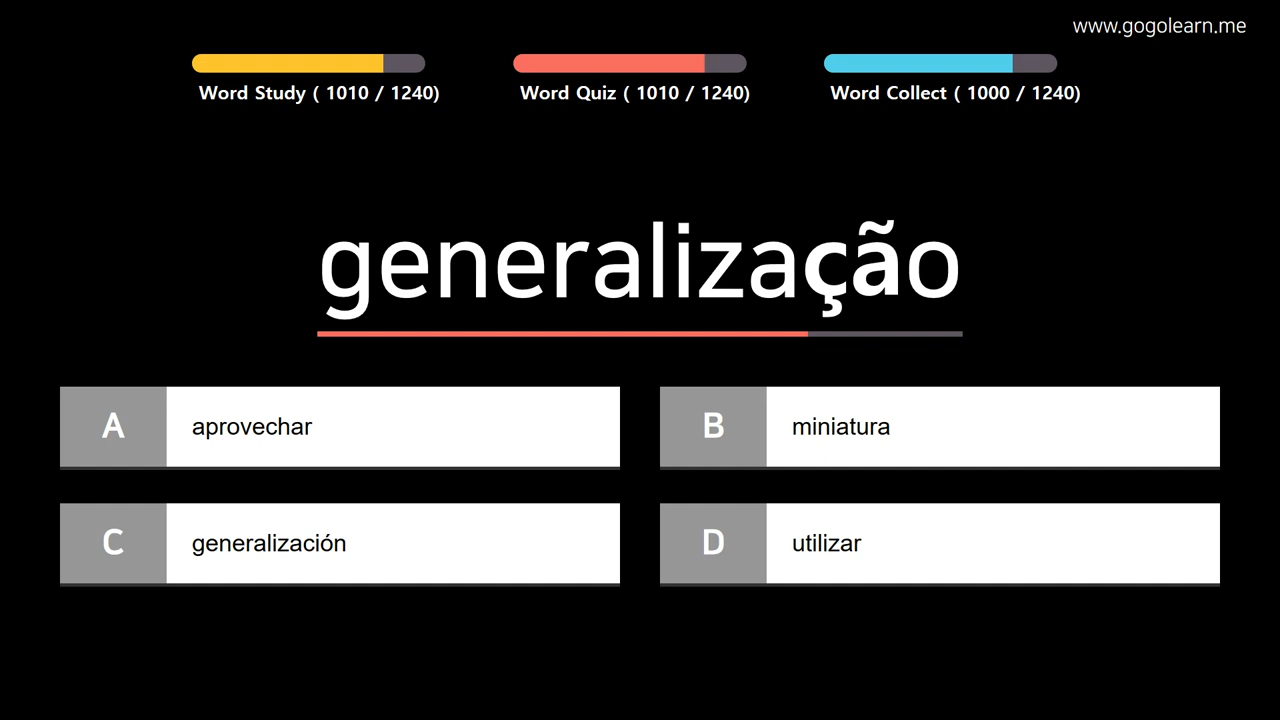 www.gogolearn.me
Word Study ( 1010 / 1240)
Word Quiz ( 1010 / 1240)
Word Collect ( 1000 / 1240)
generalização
A aprovechar
B miniatura
C generalización
D utilizar